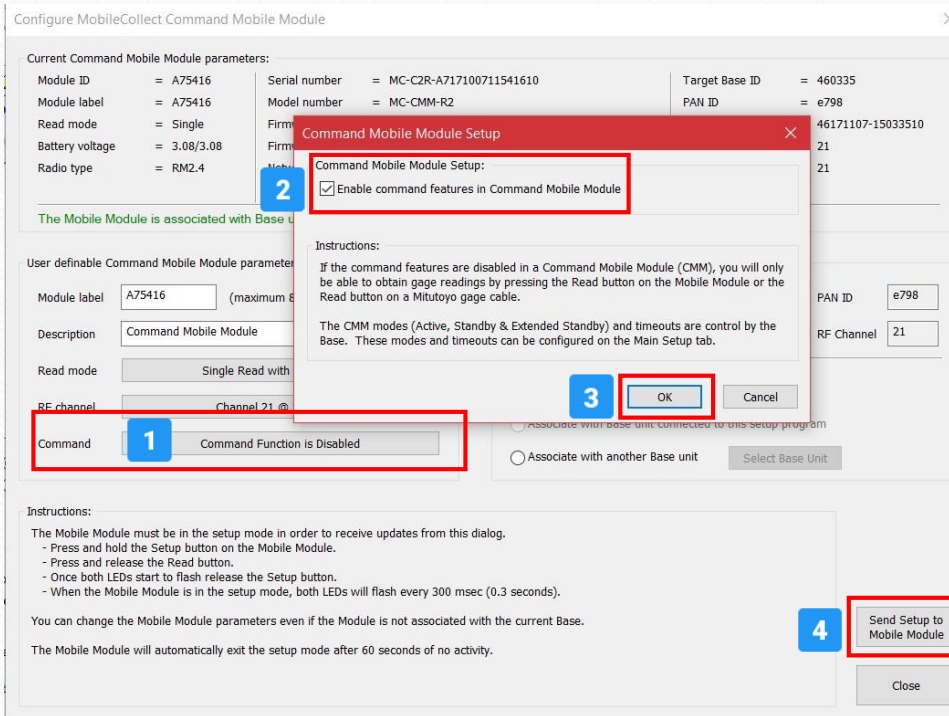 Configure MobileCollect Command Mobile Module
Current Command Mobile Module parameters:
Module ID = A75416 Serial number = MC-C2R-A717100711541610 Target Base ID = 460335
Module label = A75416 Model number = MC-CMM-R2 PAN ID = e798
Read mode = Single 46171107-15033510
Battery voltage = 3.08/3.08 21
Radio type = RM2.4 21
The Mobile Module is associated with Base
Command Mobile Module Setup
2
Command Mobile Module Setup:
Enable command features in Command Mobile Module
Instructions:
If the command features are disabled in a Command Mobile Module (CMM), you will only
be able to obtain gage readings by pressing the Read button on the Mobile Module or the
Read button on a Mitutoyo gage cable.
The CMM modes (Active, Standby & Extended Standby) and timeouts are control by the
Base. These modes and timeouts can be configured on the Main Setup tab.
3
OK Cancel
User definable Command Mobile Module parameter
Module label A75416 (maximum 8 PAN ID e798
Description Command Mobile Module RF Channel 21
Read mode Single Read with
RF channel Channel 21 @
Command 1 Command Function is Disabled
Associate with Base unit connected to this setup program
Associate with another Base unit Select Base Unit
Instructions:
The Mobile Module must be in the setup mode in order to receive updates from this dialog.
- Press and hold the Setup button on the Mobile Module.
- Press and release the Read button.
- Once both LEDs start to flash release the Setup button.
- When the Mobile Module is in the setup mode, both LEDs will flash every 300 msec (0.3 seconds).
You can change the Mobile Module parameters even if the Module is not associated with the current Base.
The Mobile Module will automatically exit the setup mode after 60 seconds of no activity.
4
Send Setup to
Mobile Module
Close